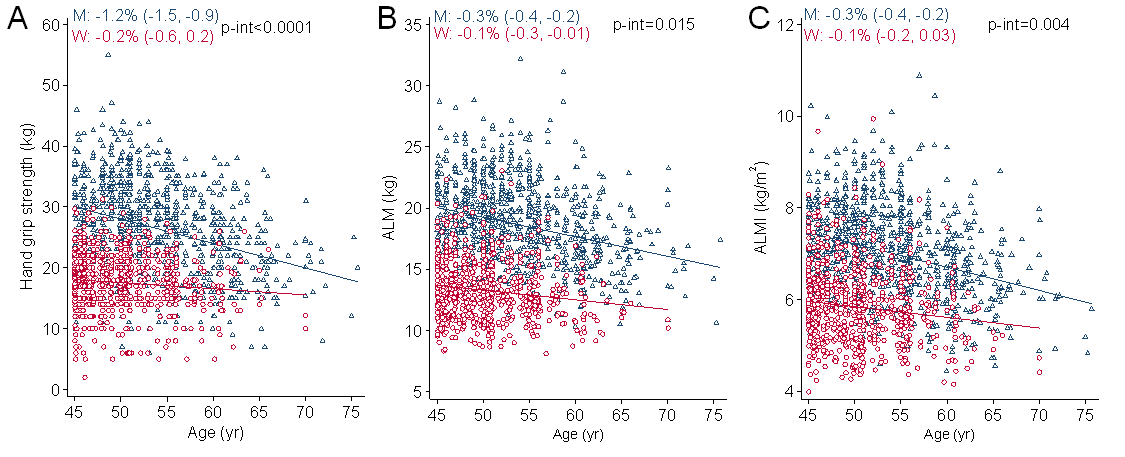 A
M: -1.2% (-1.5, -0.9)
W: -0.2% (-0.6, 0.2)
p-int<0.0001
60
50
40
30
20
10
0
Hand grip strength (kg)
45 50 55 60 65 70 75
Age (yr)
B
M: -0.3% (-0.4, -0.2)
W: -0.1% (-0.3, -0.01)
p-int=0.015
35
30
25
20
15
10
5
ALM (kg)
45 50 55 60 65 70 75
Age (yr)
C
M: -0.3% (-0.4, -0.2)
W: -0.1% (-0.2, 0.03)
p-int=0.004
12
10
8
6
4
ALMI (kg/m²)
45 50 55 60 65 70 75
Age (yr)